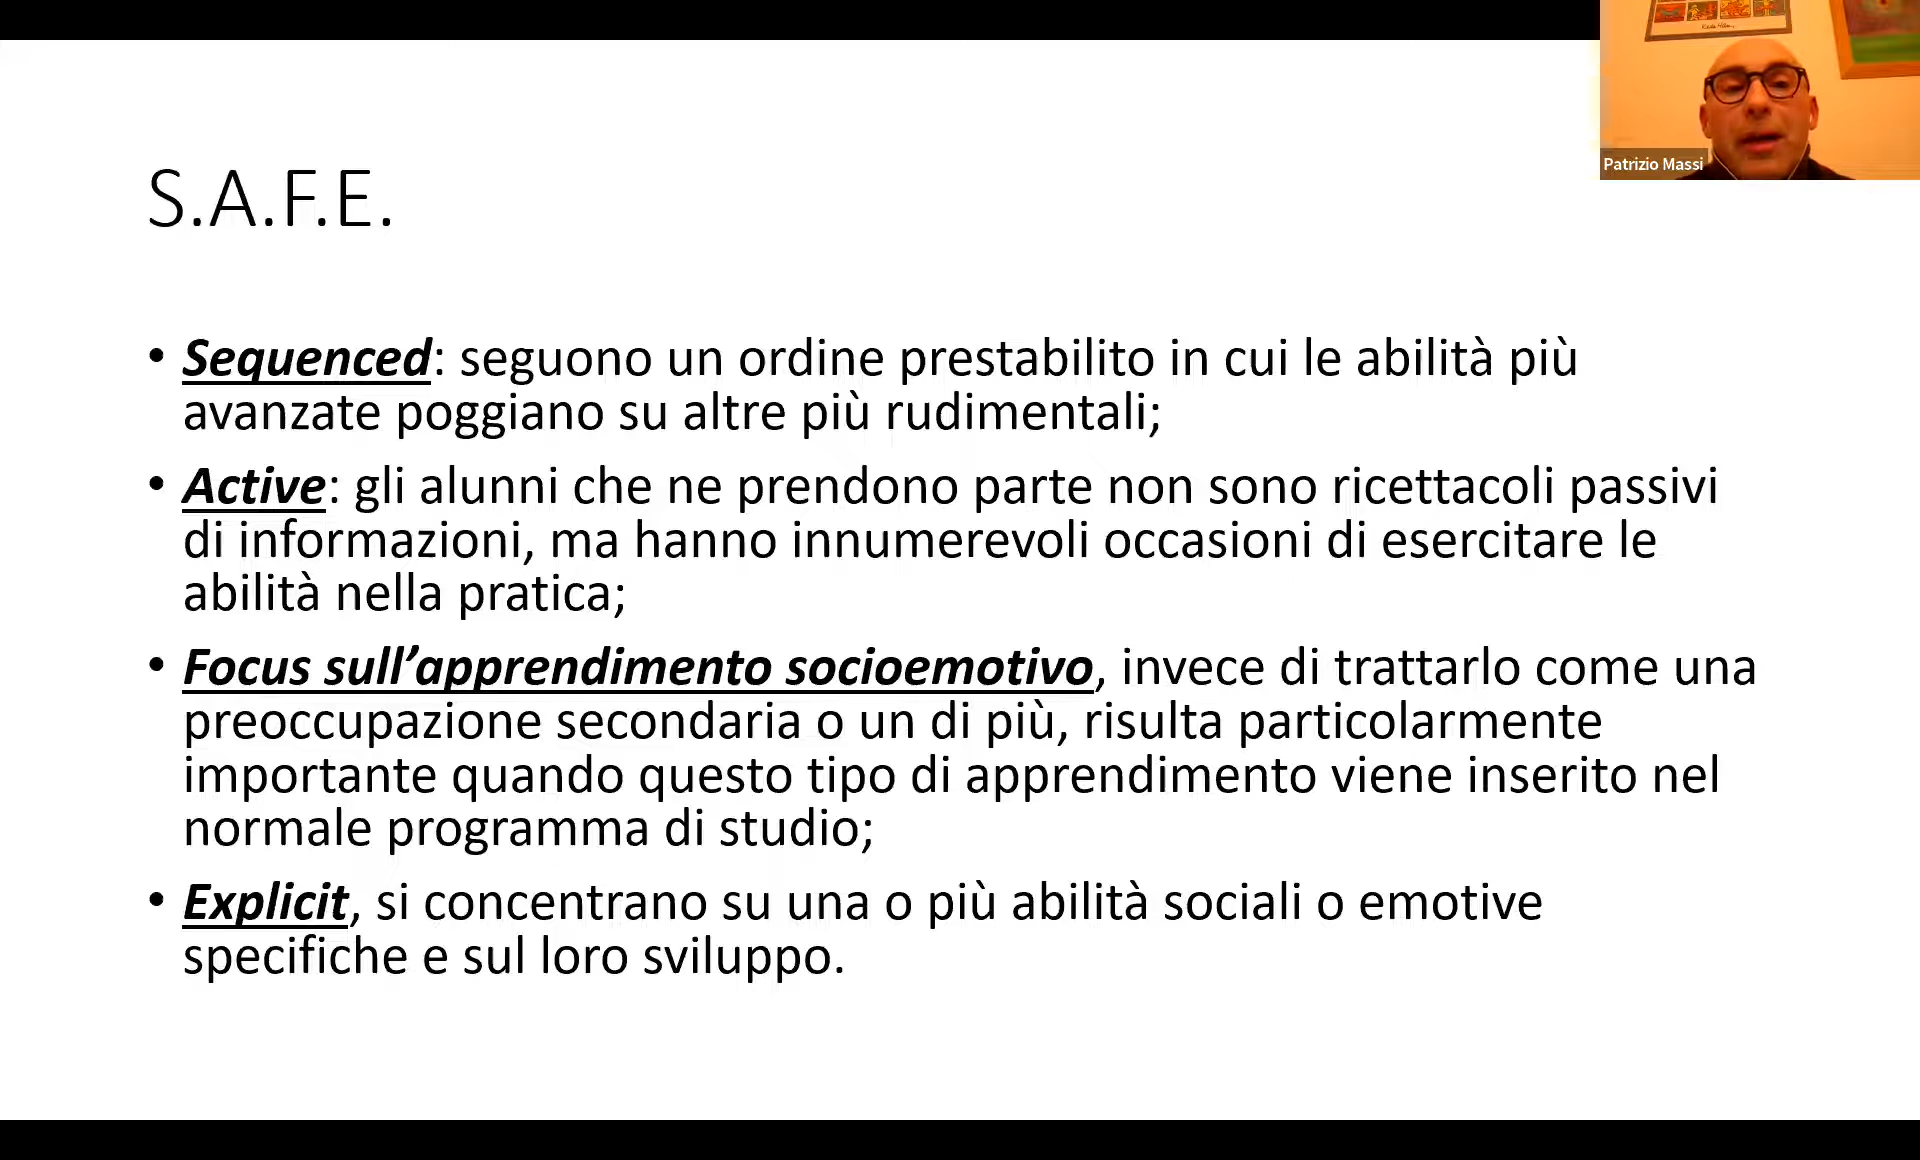 Patrizio Massi
S.A.F.E.
• Sequenced: seguono un ordine prestabilito in cui le abilità più
avanzate poggiano su altre più rudimentali;
• Active: gli alunni che ne prendono parte non sono ricettacoli passivi
di informazioni, ma hanno innumerevoli occasioni di esercitare le
abilità nella pratica;
• Focus sull’apprendimento socioemotivo, invece di trattarlo come una
preoccupazione secondaria o un di più, risulta particolarmente
importante quando questo tipo di apprendimento viene inserito nel
normale programma di studio;
• Explicit, si concentrano su una o più abilità sociali o emotive
specifiche e sul loro sviluppo.